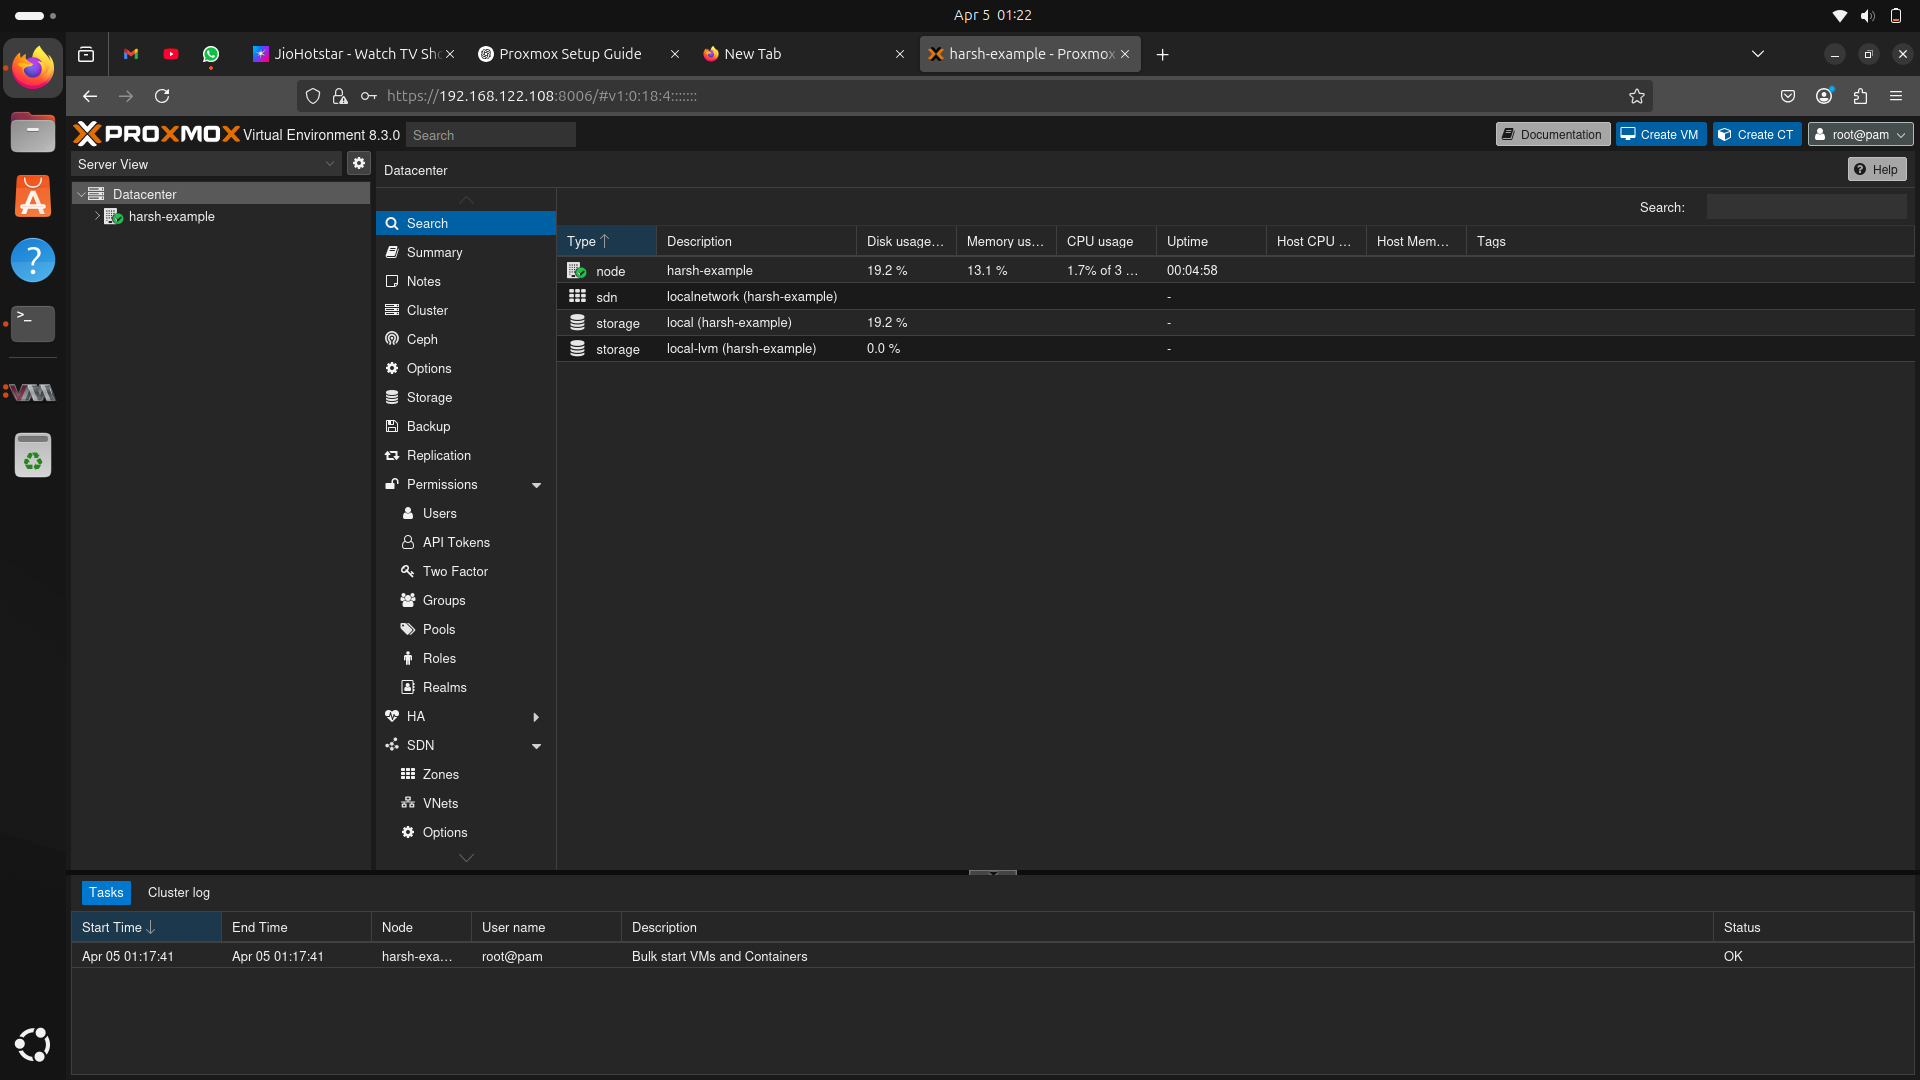 Apr 5 01:22
JioHotstar - Watch TV Sho
Proxmox Setup Guide
New Tab
harsh-example - Proxmox
https://192.168.122.108:8006/#v1:0:18:4:::::::
PROXMOX Virtual Environment 8.3.0 Search
Documentation Create VM Create CT root@pam
Server View
Datacenter
harsh-example
Datacenter
Help
Search
Summary
Notes
Cluster
Ceph
Options
Storage
Backup
Replication
Permissions
Users
API Tokens
Two Factor
Groups
Pools
Roles
Realms
HA
SDN
Zones
VNets
Options
Search:
Type Description Disk usage... Memory us... CPU usage Uptime Host CPU ... Host Mem... Tags
node harsh-example 19.2 % 13.1 % 1.7% of 3 ... 00:04:58
sdn localnetwork (harsh-example) -
storage local (harsh-example) 19.2 % -
storage local-lvm (harsh-example) 0.0 % -
Tasks Cluster log
Start Time End Time Node User name Description Status
Apr 05 01:17:41 Apr 05 01:17:41 harsh-exa... root@pam Bulk start VMs and Containers OK